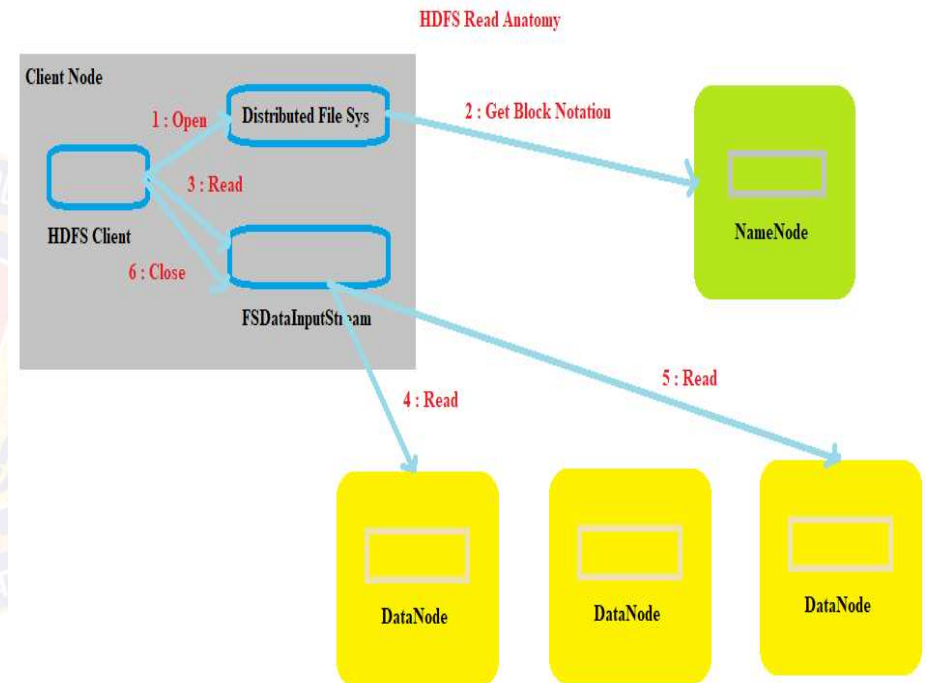 HDFS Read Anatomy
Client Node
1 : Open
Distributed File Sys
2 : Get Block Notation
3 : Read
HDFS Client
NameNode
6 : Close
FSDataInputStream
4 : Read
5 : Read
DataNode
DataNode
DataNode